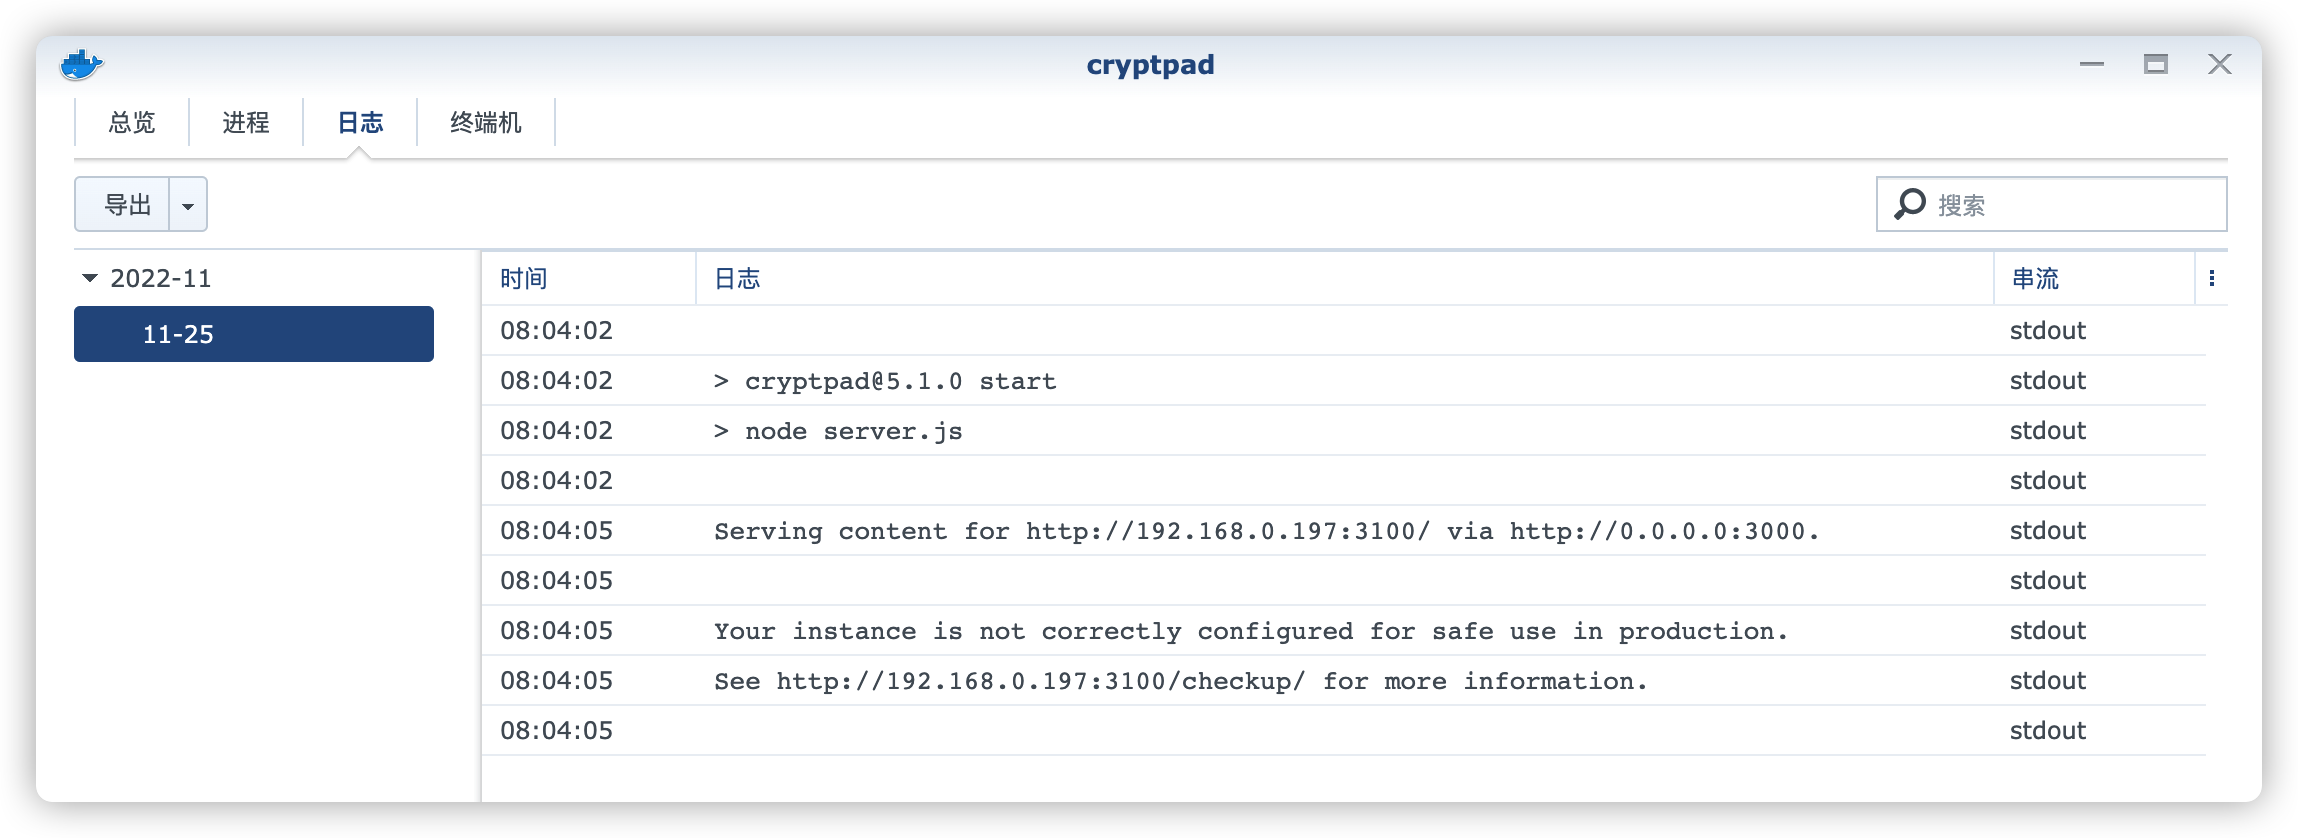 cryptpad
总览 进程 日志 终端机
导出 搜索
2022-11
11-25
时间 日志 串流
08:04:02 stdout
08:04:02 > cryptpad@5.1.0 start stdout
08:04:02 > node server.js stdout
08:04:02 stdout
08:04:05 Serving content for http://192.168.0.197:3100/ via http://0.0.0.0:3000. stdout
08:04:05 stdout
08:04:05 Your instance is not correctly configured for safe use in production. stdout
08:04:05 See http://192.168.0.197:3100/checkup/ for more information. stdout
08:04:05 stdout